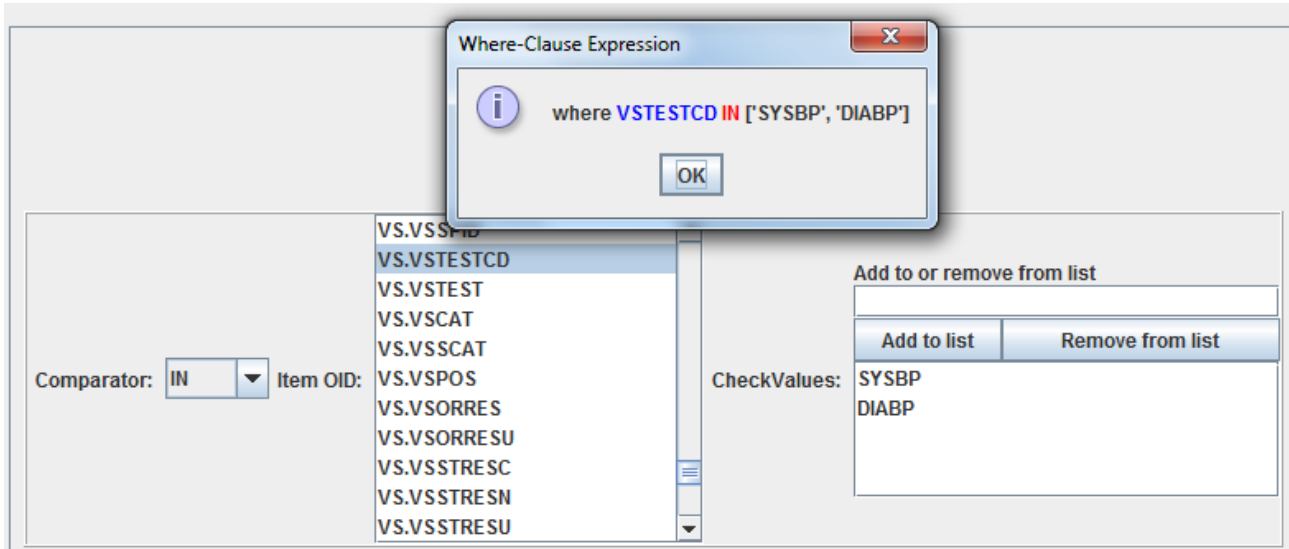 Where-Clause Expression
where VSTESTCD IN ['SYSBP', 'DIABP']
OK
VS.VSSPID
VS.VSTESTCD
VS.VSTEST
VS.VSCAT
VS.VSSCAT
VS.VSPOS
VS.VSORRES
VS.VSORRESU
VS.VSSTRESC
VS.VSSTRESN
VS.VSSTRESU
Comparator: IN Item OID:
Add to or remove from list
Add to list Remove from list
CheckValues: SYSBP
DIABP